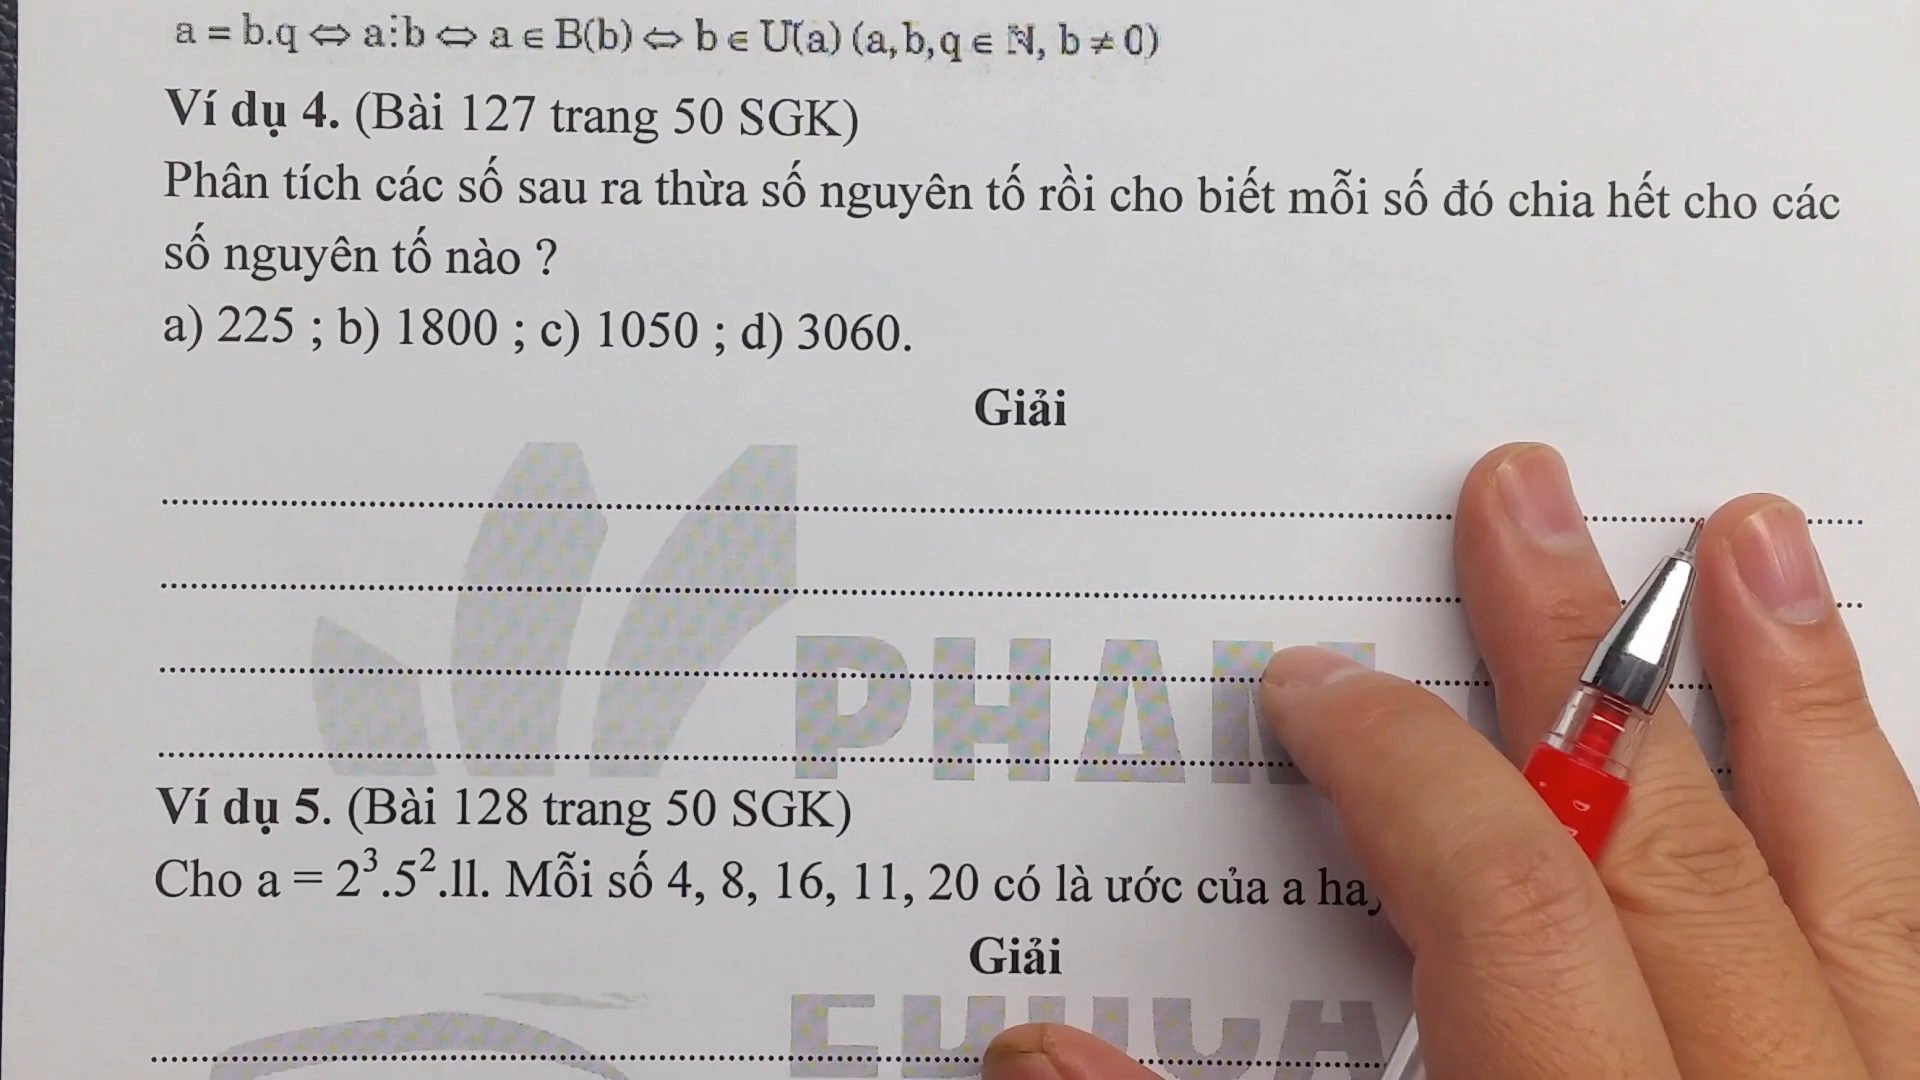 a = b.q ⇔ a⋮b ⇔ a ∈ B(b) ⇔ b ∈ Ư(a) (a, b, q ∈ N, b ≠ 0)
Ví dụ 4. (Bài 127 trang 50 SGK)
Phân tích các số sau ra thừa số nguyên tố rồi cho biết mỗi số đó chia hết cho các
số nguyên tố nào ?
a) 225 ; b) 1800 ; c) 1050 ; d) 3060.
Giải
PHAM
Ví dụ 5. (Bài 128 trang 50 SGK)
Cho a = 2³.5².ll. Mỗi số 4, 8, 16, 11, 20 có là ước của a
Giải